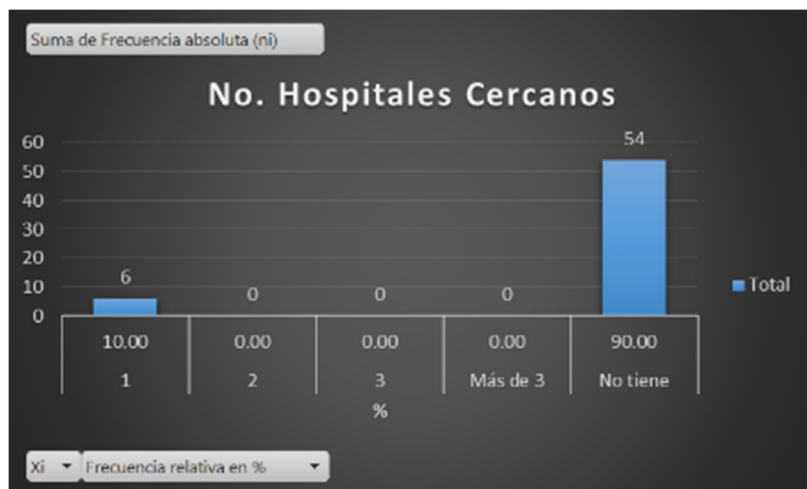 Suma de Frecuencia absoluta (ni)
No. Hospitales Cercanos
60
50
40
30
20
10
0
6
0
0
0
54
Total
10.00 0.00 0.00 0.00 90.00
1 2 3 Más de 3 No tiene
%
Xi Frecuencia relativa en %